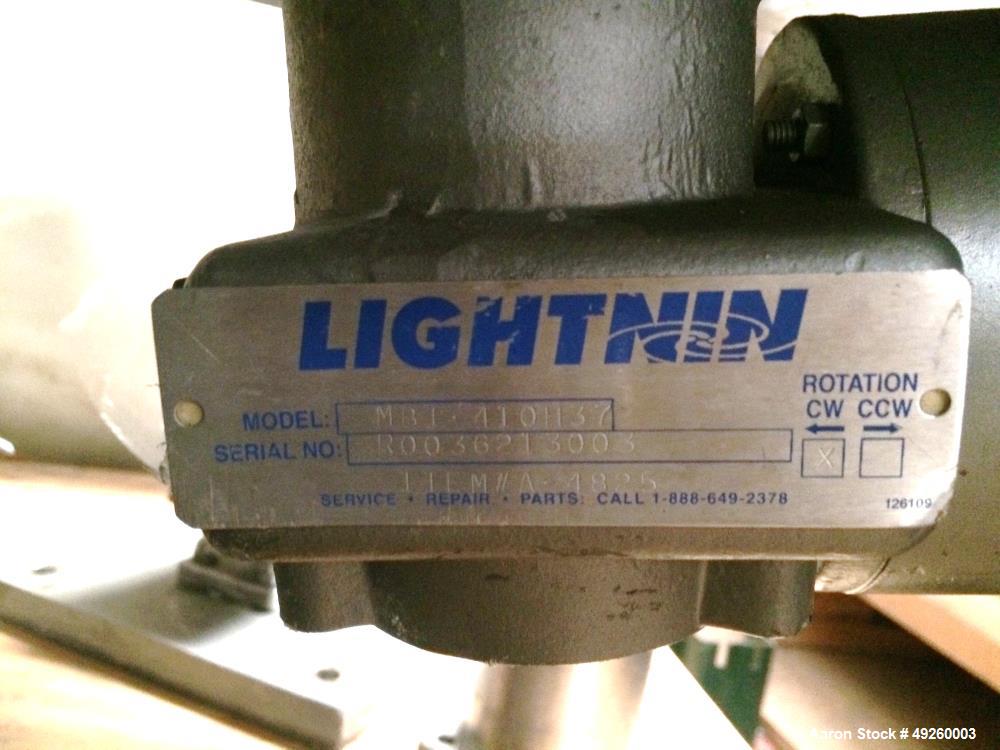 LIGHTNIN
ROTATION
CW CCW
MODEL: 410H37
SERIAL NO: R0036213003
X
ITEM#A-4825
SERVICE • REPAIR • PARTS: CALL 1-888-649-2378
126109
Aaron Stock # 49260003